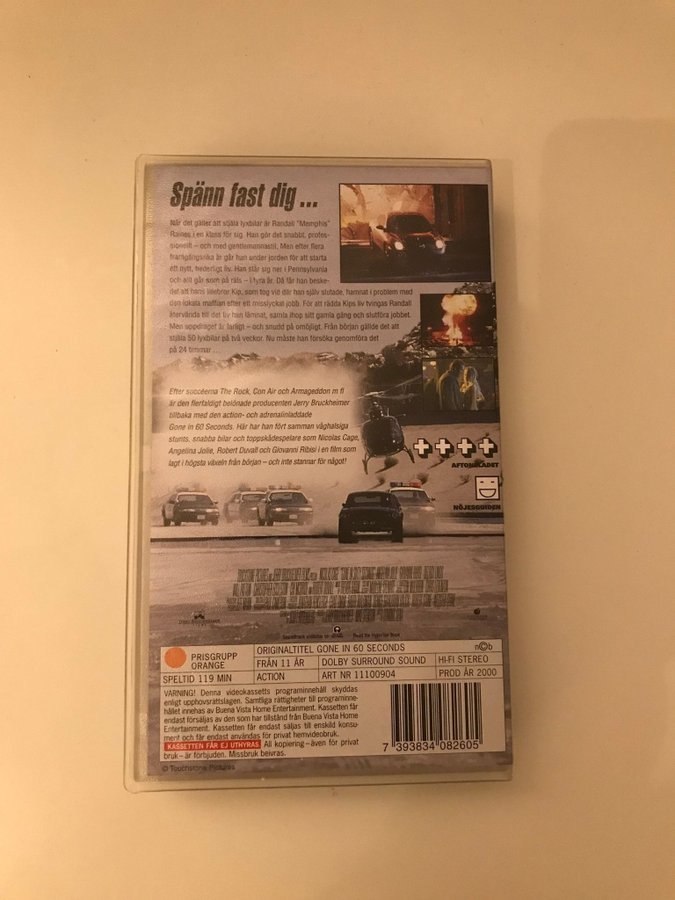 Spänn fast dig ...
När det gäller att stjäla lyxbilar är Randall "Memphis"
Raines i en klass för sig. Han gör det snabbt, profes-
sionellt – och med gentlemannastil. Men efter flera
framgångsrika år går han under jorden för att starta
ett nytt, hederligt liv. Han slår sig ner i Pennsylvania
och allt går som på räls – i fyra år. Då får han beske-
det att hans lillebror Kip, som tog vid där han själv slutade, hamnat i problem med
den lokala maffian efter ett misslyckat jobb. För att rädda Kips liv tvingas Randall
återvända till det liv han lämnat, samla ihop sitt gamla gäng och slutföra jobbet.
Men uppdraget är farligt – och snudd på omöjligt. Från början gällde det att
stjäla 50 lyxbilar på två veckor. Nu måste han försöka genomföra det
på 24 timmar ...
Efter succéerna The Rock, Con Air och Armageddon m fl
är den flerfaldigt belönade producenten Jerry Bruckheimer
tillbaka med den action- och adrenalinladdade
Gone in 60 Seconds. Här har han fört samman våghalsiga
stunts, snabba bilar och toppskådespelare som Nicolas Cage,
Angelina Jolie, Robert Duvall och Giovanni Ribisi i en film som
lagt i högsta växeln från början – och inte stannar för något!
AFTONBLADET
NÖJESGUIDEN
PRISGRUPP
ORANGE
SPELTID 119 MIN
ORIGINALTITEL GONE IN 60 SECONDS
n©b
FRÅN 11 ÅR DOLBY SURROUND SOUND HI-FI STEREO
ACTION ART NR 11100904 PROD ÅR 2000
VARNING! Denna videokassetts programinnehåll skyddas
enligt upphovsrättslagen. Samtliga rättigheter till programinne-
hållet innehas av Buena Vista Home Entertainment. Kassetten får
endast försäljas av den som har tillstånd från Buena Vista Home
Entertainment. Kassetten får endast säljas till enskild konsu-
ment och får endast användas för privat hemvideobruk.
KASSETTEN FÅR EJ UTHYRAS. All kopiering – även för privat
bruk – är förbjuden. Missbruk beivras.
7 393834 082605
© Touchstone Pictures